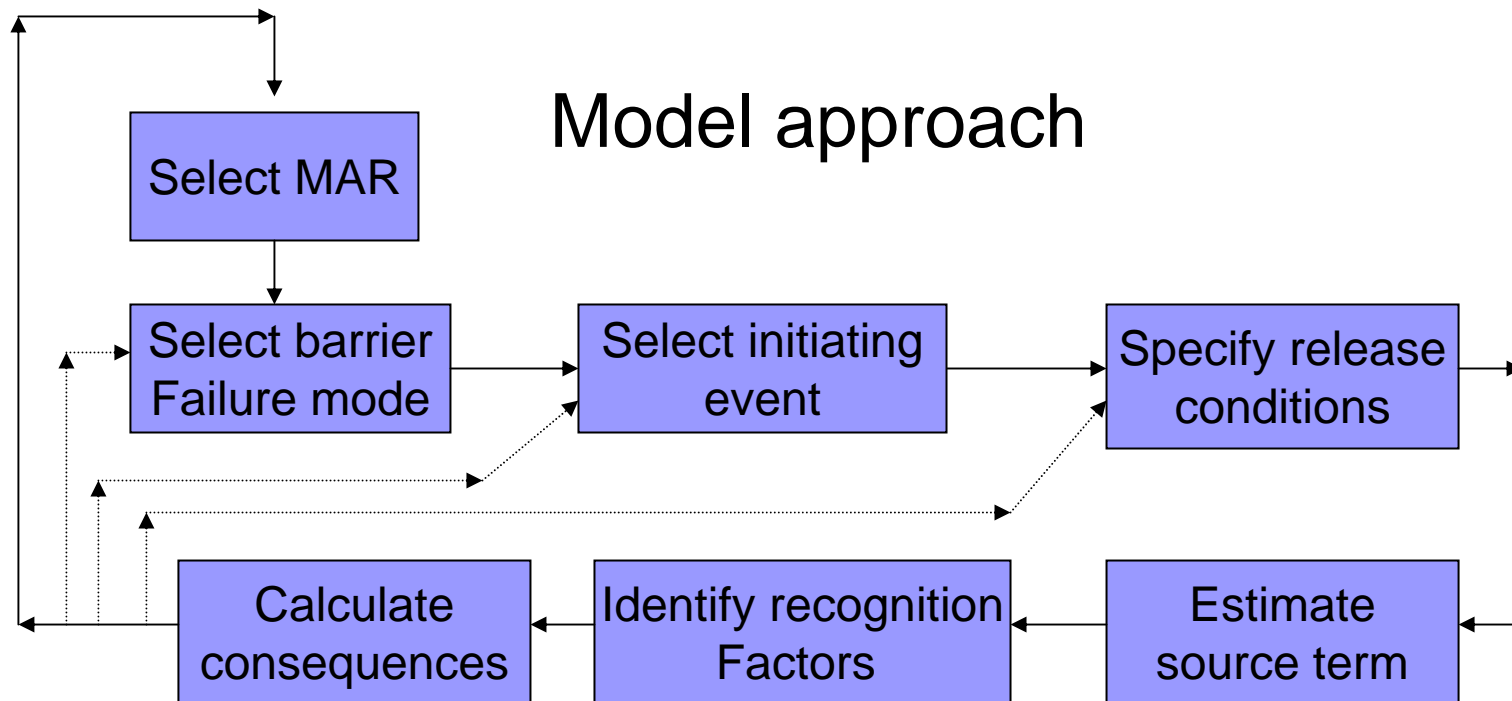 Model approach
Select MAR
Select barrier
Failure mode
Select initiating
event
Specify release
conditions
Calculate
consequences
Identify recognition
Factors
Estimate
source term